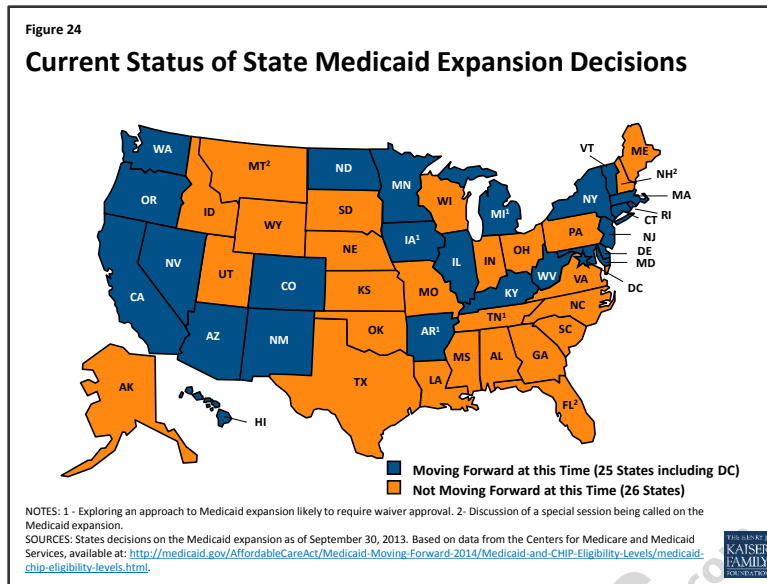 Figure 24
Current Status of State Medicaid Expansion Decisions
WA
MT²
ND
MN
VT
ME
NH²
OR
ID
SD
WI
MI¹
NY
MA
WY
RI
CT
IA¹
PA
NJ
NE
OH
DE
NV
IL
IN
MD
UT
CO
WV
VA
DC
CA
KS
MO
KY
NC
TN¹
AZ
NM
OK
AR¹
SC
MS
AL
GA
TX
LA
AK
FL²
HI
Moving Forward at this Time (25 States including DC)
Not Moving Forward at this Time (26 States)
NOTES: 1 - Exploring an approach to Medicaid expansion likely to require waiver approval. 2- Discussion of a special session being called on the
Medicaid expansion.
SOURCES: States decisions on the Medicaid expansion as of September 30, 2013. Based on data from the Centers for Medicare and Medicaid
Services, available at: http://medicaid.gov/AffordableCareAct/Medicaid-Moving-Forward-2014/Medicaid-and-CHIP-Eligibility-Levels/medicaid-
chip-eligibility-levels.html.
THE HENRY J.
KAISER
FAMILY
FOUNDATION